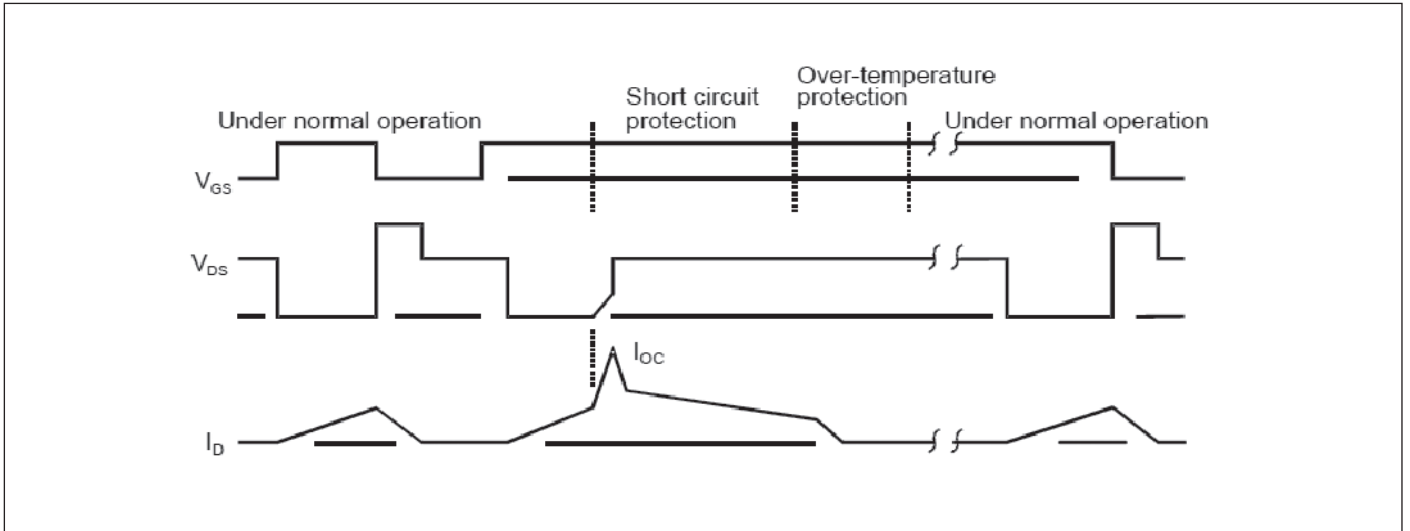 Under normal operation
Short circuit
protection
Over-temperature
protection
Under normal operation
VGS
VDS
IOC
ID